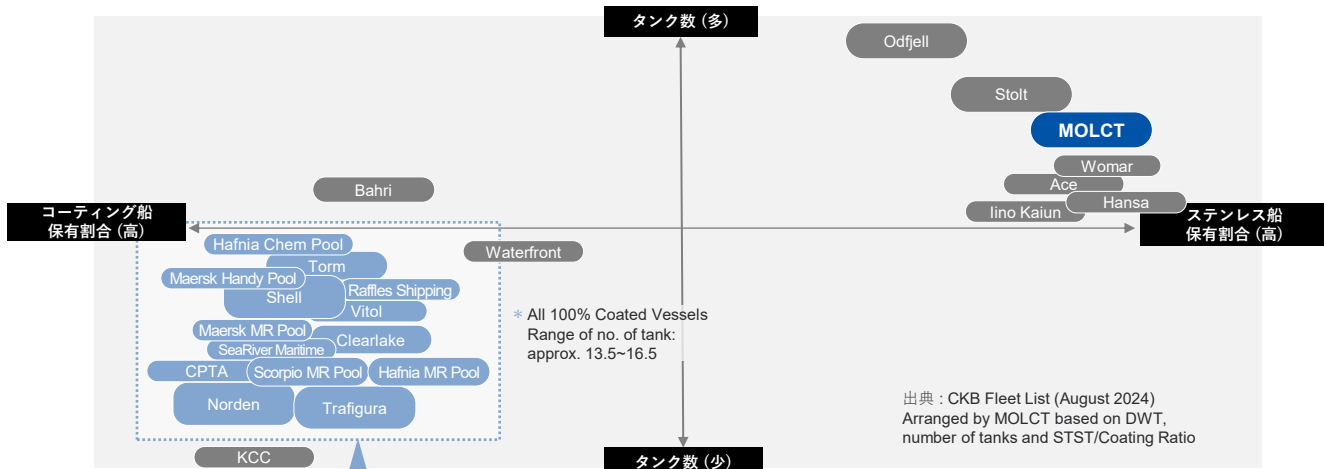 タンク数 (多)
Odfjell
Stolt
MOLCT
Womar
Ace
Bahri
Hansa
Iino Kaiun
コーティング船
保有割合 (高)
ステンレス船
保有割合 (高)
Hafnia Chem Pool
Waterfront
Torm
Maersk Handy Pool
Shell
Raffles Shipping
Vitol
* All 100% Coated Vessels
Range of no. of tank:
approx. 13.5~16.5
Maersk MR Pool
Clearlake
SeaRiver Maritime
CPTA
Scorpio MR Pool
Hafnia MR Pool
Norden
Trafigura
出典 : CKB Fleet List (August 2024)
Arranged by MOLCT based on DWT,
number of tanks and STST/Coating Ratio
KCC
タンク数 (少)